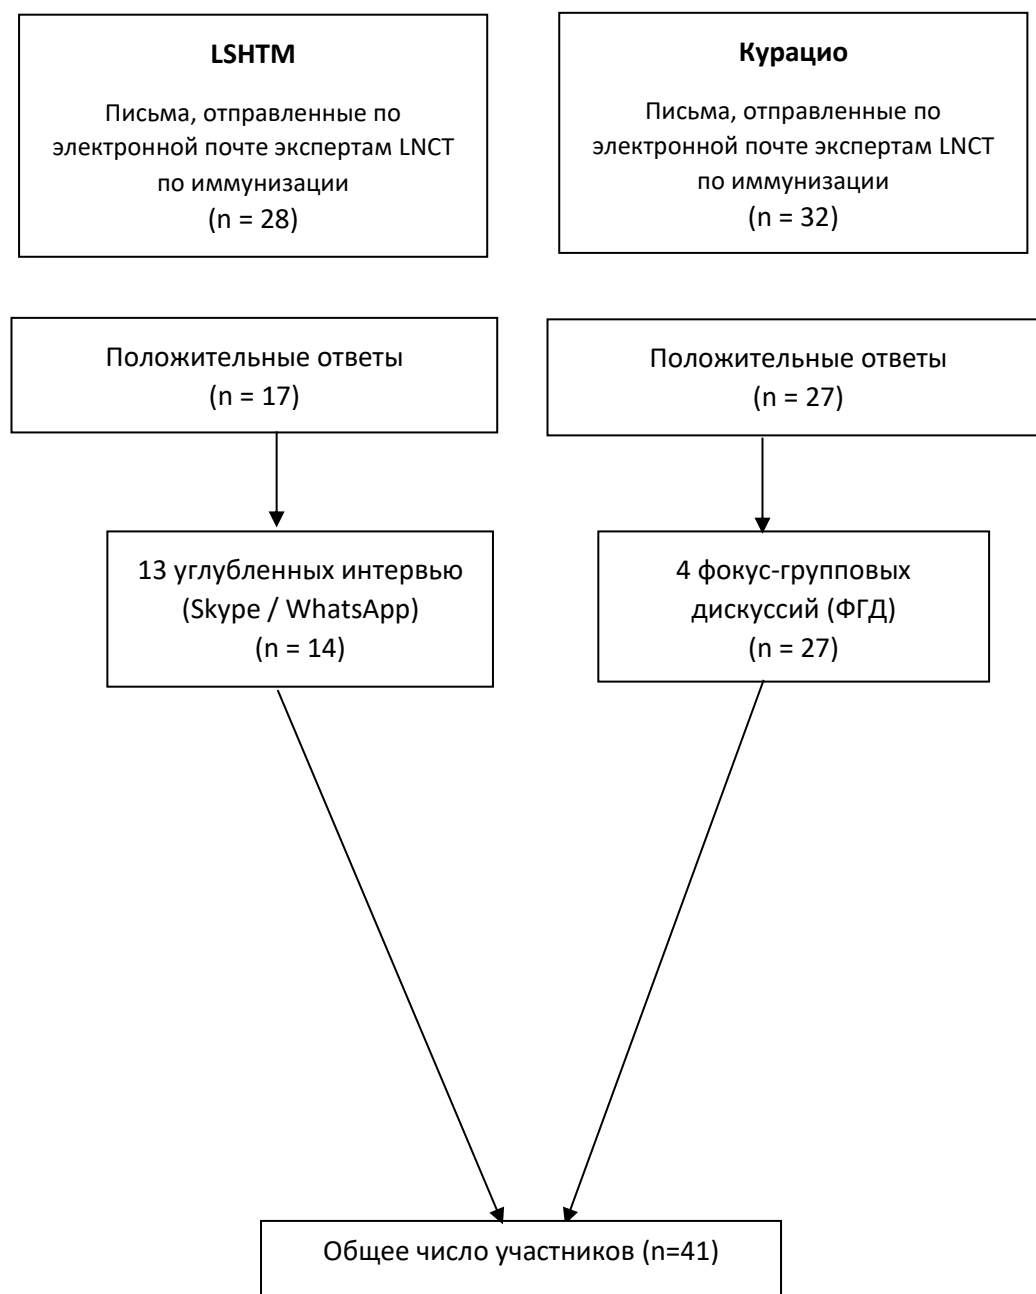 LSHTM
Письма, отправленные по
электронной почте экспертам LNCT
по иммунизации
(n = 28)
Курацио
Письма, отправленные по
электронной почте экспертам LNCT
по иммунизации
(n = 32)
Положительные ответы
(n = 17)
Положительные ответы
(n = 27)
13 углубленных интервью
(Skype / WhatsApp)
(n = 14)
4 фокус-групповых
дискуссий (ФГД)
(n = 27)
Общее число участников (n=41)